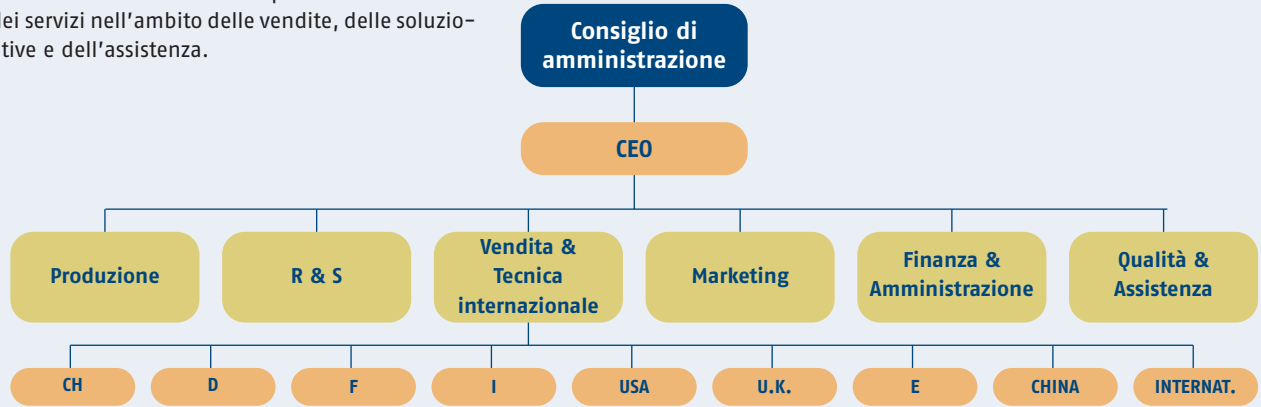 dei servizi nell'ambito delle vendite, delle soluzio-
tive e dell'assistenza.
Consiglio di
amministrazione
CEO
Produzione
R & S
Vendita &
Tecnica
internazionale
Marketing
Finanza &
Amministrazione
Qualità &
Assistenza
CH
D
F
I
USA
U.K.
E
CHINA
INTERNAT.